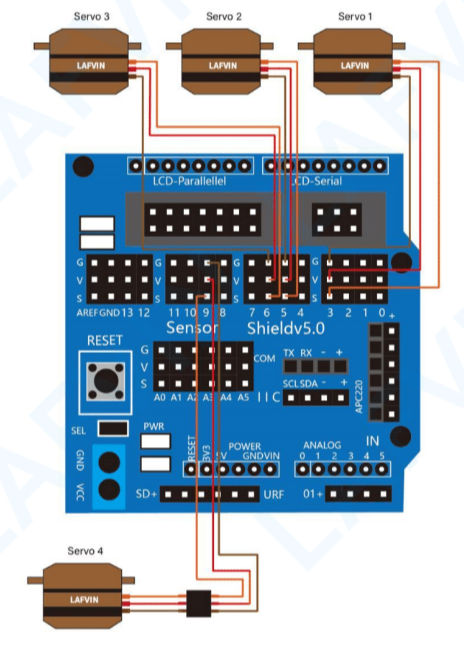 Servo 3 Servo 2 Servo 1
LAFVIN LAFVIN LAFVIN
LCD-Parallellel LCD-Serial
G G G G
V V V V
S S S S
AREF GND 13 12 11 10 9 8 7 6 5 4 3 2 1 0 +
Sensor Shieldv5.0
RESET
G
V
S
COM
TX RX - +
SCL SDA - +
A0 A1 A2 A3 A4 A5 IIC
APC220
SEL
PWR
GND
VCC
RESET 3V3 5V POWER GND VIN
ANALOG IN
0 1 2 3 4 5
SD+ URF 01+
Servo 4
LAFVIN